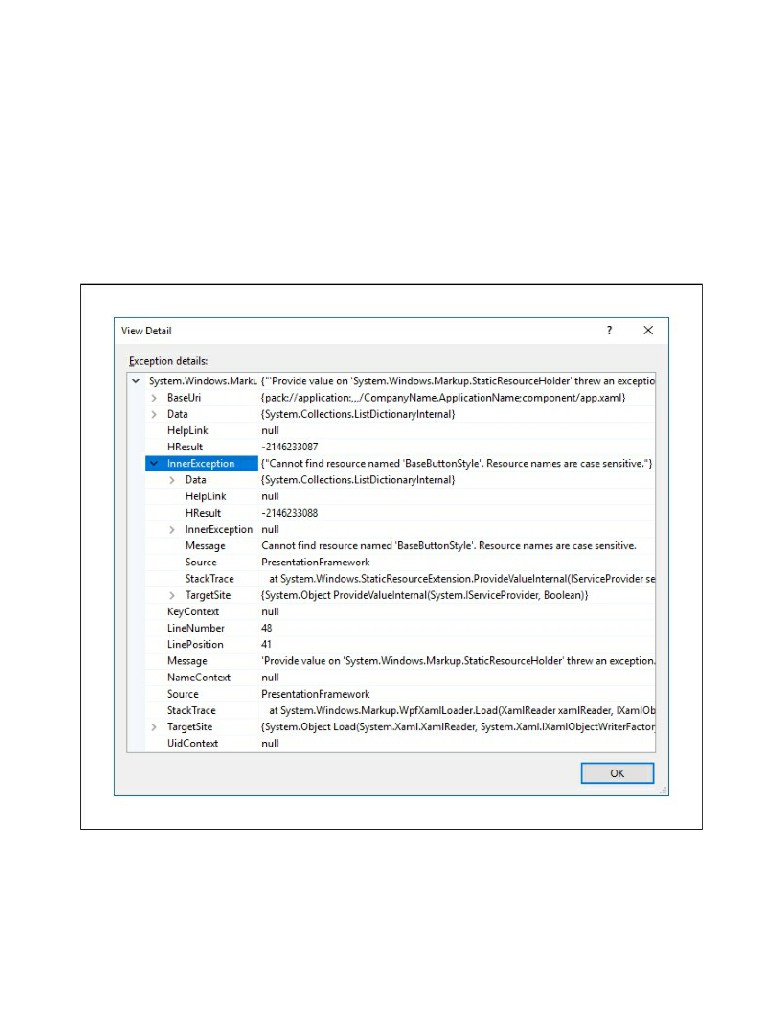 View Detail ?
Exception details:
System.Windows.Mark. {"'Provide value on 'System.Windows.Markup.StaticResourceHolder' threw an exceptio
BaseUri {pack://application:,,,/CompanyName.ApplicationName;component/app.xaml}
Data {System.Collections.ListDictionaryInternal}
HelpLink null
HResult -2146233087
InnerException {"Cannot find resource named 'BaseButtonStyle'. Resource names are case sensitive."}
Data {System.Collections.ListDictionaryInternal}
HelpLink null
HResult -2146233088
InnerException null
Message Cannot find resource named 'BaseButtonStyle'. Resource names are case sensitive.
Source PresentationFramework
StackTrace at System.Windows.StaticResourceExtension.ProvideValueInternal(IServiceProvider se
TargetSite {System.Object ProvideValueInternal(System.IServiceProvider, Boolean)}
KeyContext null
LineNumber 48
LinePosition 41
Message 'Provide value on 'System.Windows.Markup.StaticResourceHolder' threw an exception.
NameContext null
Source PresentationFramework
StackTrace at System.Windows.Markup.WpfXamlLoader.Load(XamlReader xamlReader, IXamlOb
TargetSite {System.Object Load(System.Xaml.XamlReader, System.Xaml.IXamlObjectWriterFactor
UidContext null
OK